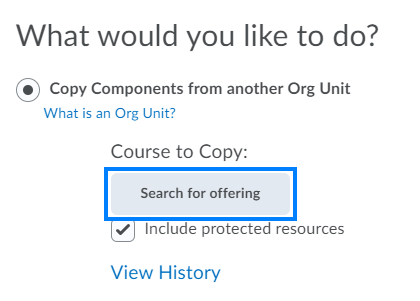 What would you like to do?
Copy Components from another Org Unit
What is an Org Unit?
Course to Copy:
Search for offering
Include protected resources
View History